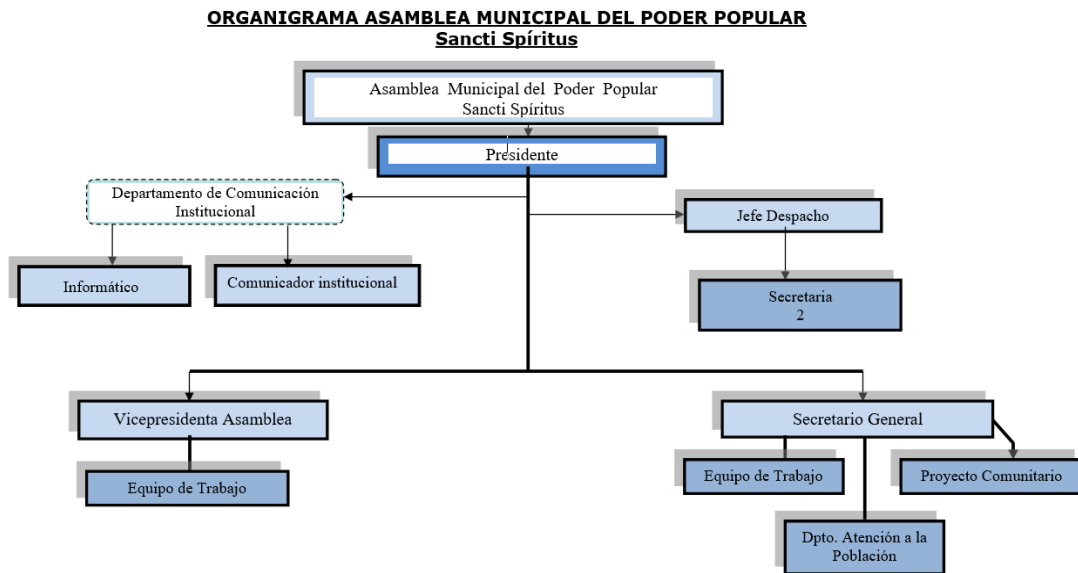 ORGANIGRAMA ASAMBLEA MUNICIPAL DEL PODER POPULAR
Sancti Spíritus
Asamblea Municipal del Poder Popular
Sancti Spíritus
Presidente
Departamento de Comunicación
Institucional
Jefe Despacho
Informático
Comunicador institucional
Secretaria
2
Vicepresidenta Asamblea
Secretario General
Equipo de Trabajo
Equipo de Trabajo
Proyecto Comunitario
Dpto. Atención a la
Población